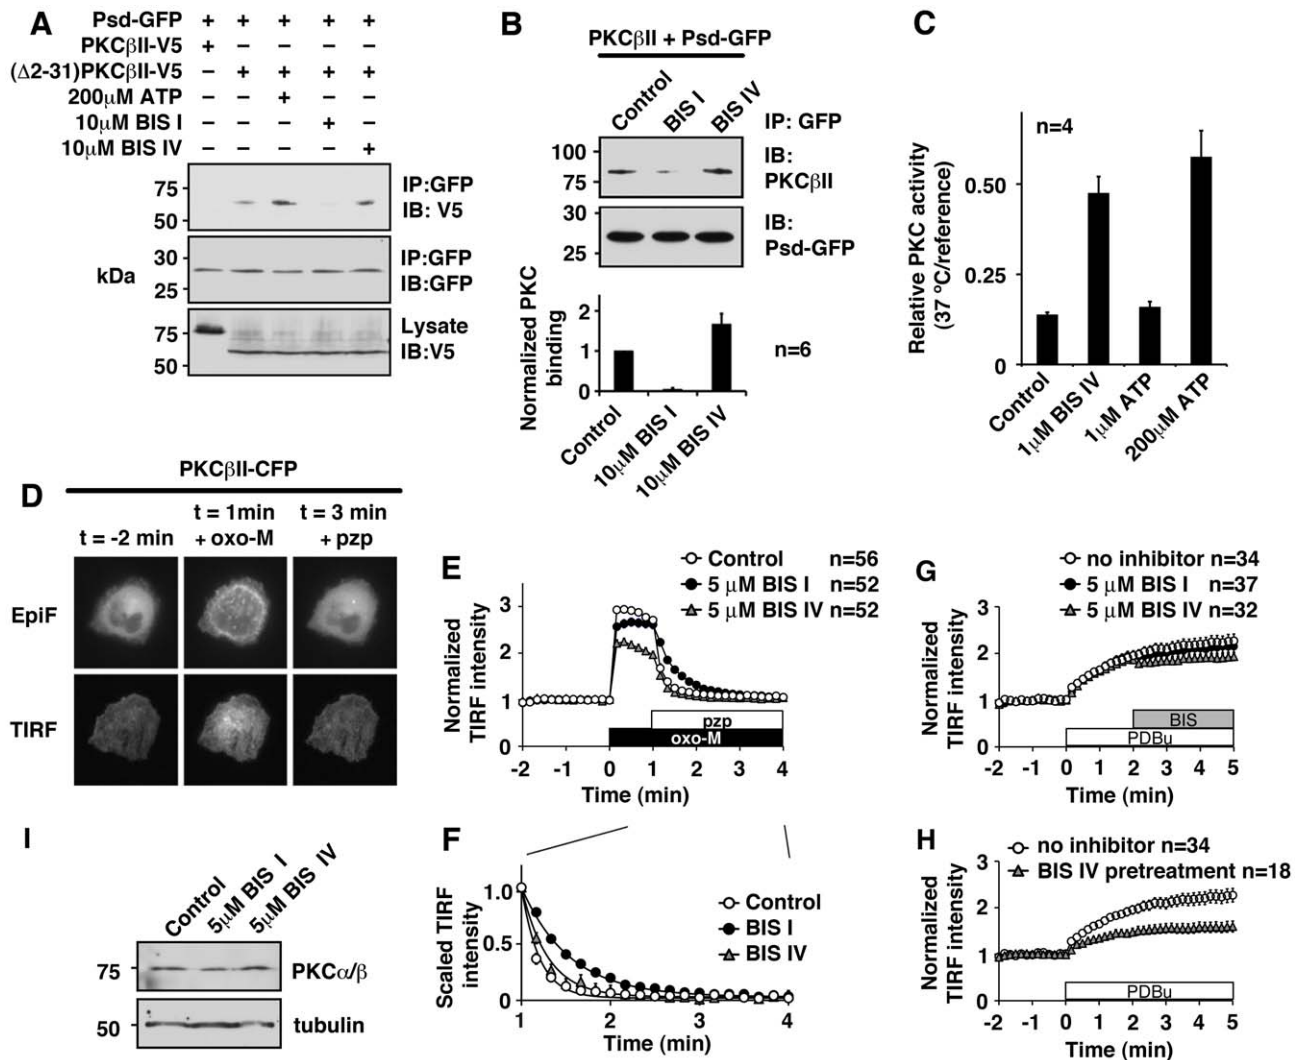 A
Psd-GFP + + + + +
PKCβII-V5 + – – – –
(Δ2-31)PKCβII-V5 – + + + +
200μM ATP – – + – –
10μM BIS I – – – + –
10μM BIS IV – – – – +
75
50
IP:GFP
IB: V5
kDa
30
25
IP:GFP
IB:GFP
75
50
Lysate
IB:V5
B
PKCβII + Psd-GFP
Control
BIS I
BIS IV
IP: GFP
100
75
IB:
PKCβII
30
25
IB:
Psd-GFP
Normalized PKC
binding
2
1
0
n=6
Control
10μM BIS I
10μM BIS IV
C
n=4
Relative PKC activity
(37 °C/reference)
0.50
0.25
0
Control
1μM BIS IV
1μM ATP
200μM ATP
D
PKCβII-CFP
t = -2 min
t = 1min
+ oxo-M
t = 3 min
+ pzp
EpiF
TIRF
E
Control n=56
5 μM BIS I n=52
5 μM BIS IV n=52
Normalized
TIRF intensity
3
2
1
0
pzp
oxo-M
-2 -1 0 1 2 3 4
Time (min)
F
Control
BIS I
BIS IV
Scaled TIRF
intensity
1.0
0.5
0
1 2 3 4
Time (min)
G
no inhibitor n=34
5 μM BIS I n=37
5 μM BIS IV n=32
Normalized
TIRF intensity
3
2
1
0
BIS
PDBu
-2 -1 0 1 2 3 4 5
Time (min)
H
no inhibitor n=34
BIS IV pretreatment n=18
Normalized
TIRF intensity
3
2
1
0
PDBu
-2 -1 0 1 2 3 4 5
Time (min)
I
Control
5μM BIS I
5μM BIS IV
75
PKCα/β
50
tubulin